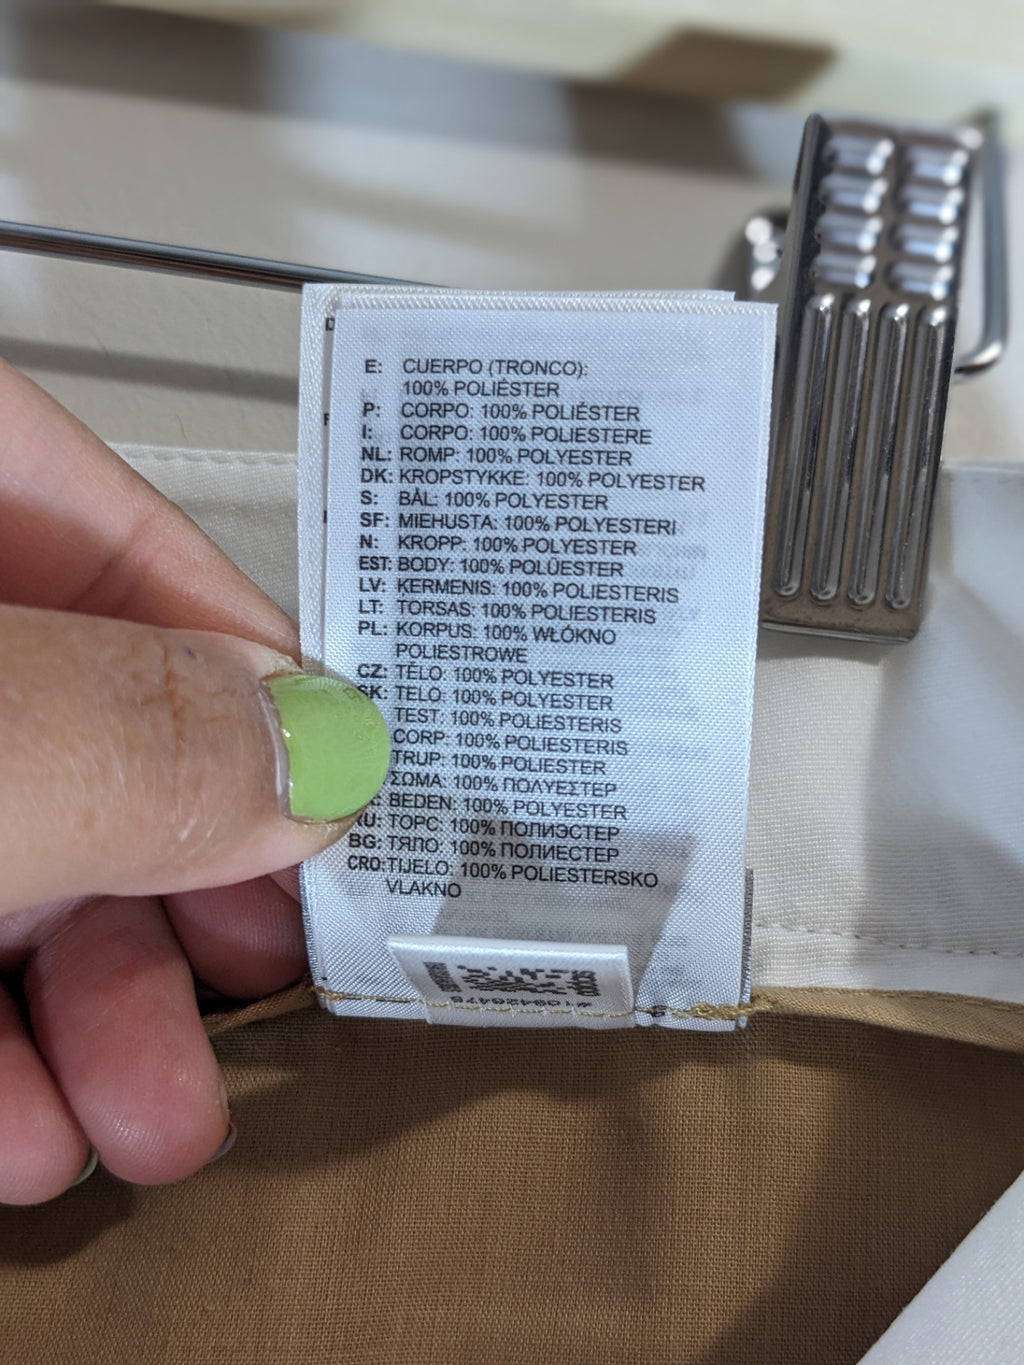 E: CUERPO (TRONCO):
100% POLIÉSTER
P: CORPO: 100% POLIÉSTER
I: CORPO: 100% POLIESTERE
NL: ROMP: 100% POLYESTER
DK: KROPSTYKKE: 100% POLYESTER
S: BÅL: 100% POLYESTER
SF: MIEHUSTA: 100% POLYESTERI
N: KROPP: 100% POLYESTER
EST: BODY: 100% POLÜESTER
LV: KERMENIS: 100% POLIESTERIS
LT: TORSAS: 100% POLIESTERIS
PL: KORPUS: 100% WŁÓKNO
POLIESTROWE
CZ: TĚLO: 100% POLYESTER
SK: TELO: 100% POLYESTER
TEST: 100% POLIESTERIS
CORP: 100% POLIESTERIS
TRUP: 100% POLIESTER
ΣΩΜΑ: 100% ΠΟΛΥΕΣΤΕΡ
BEDEN: 100% POLYESTER
RU: ТОРС: 100% ПОЛИЭСТЕР
BG: ТЯЛО: 100% ПОЛИЕСТЕР
CRO: TIJELO: 100% POLIESTERSKO
VLAKNO